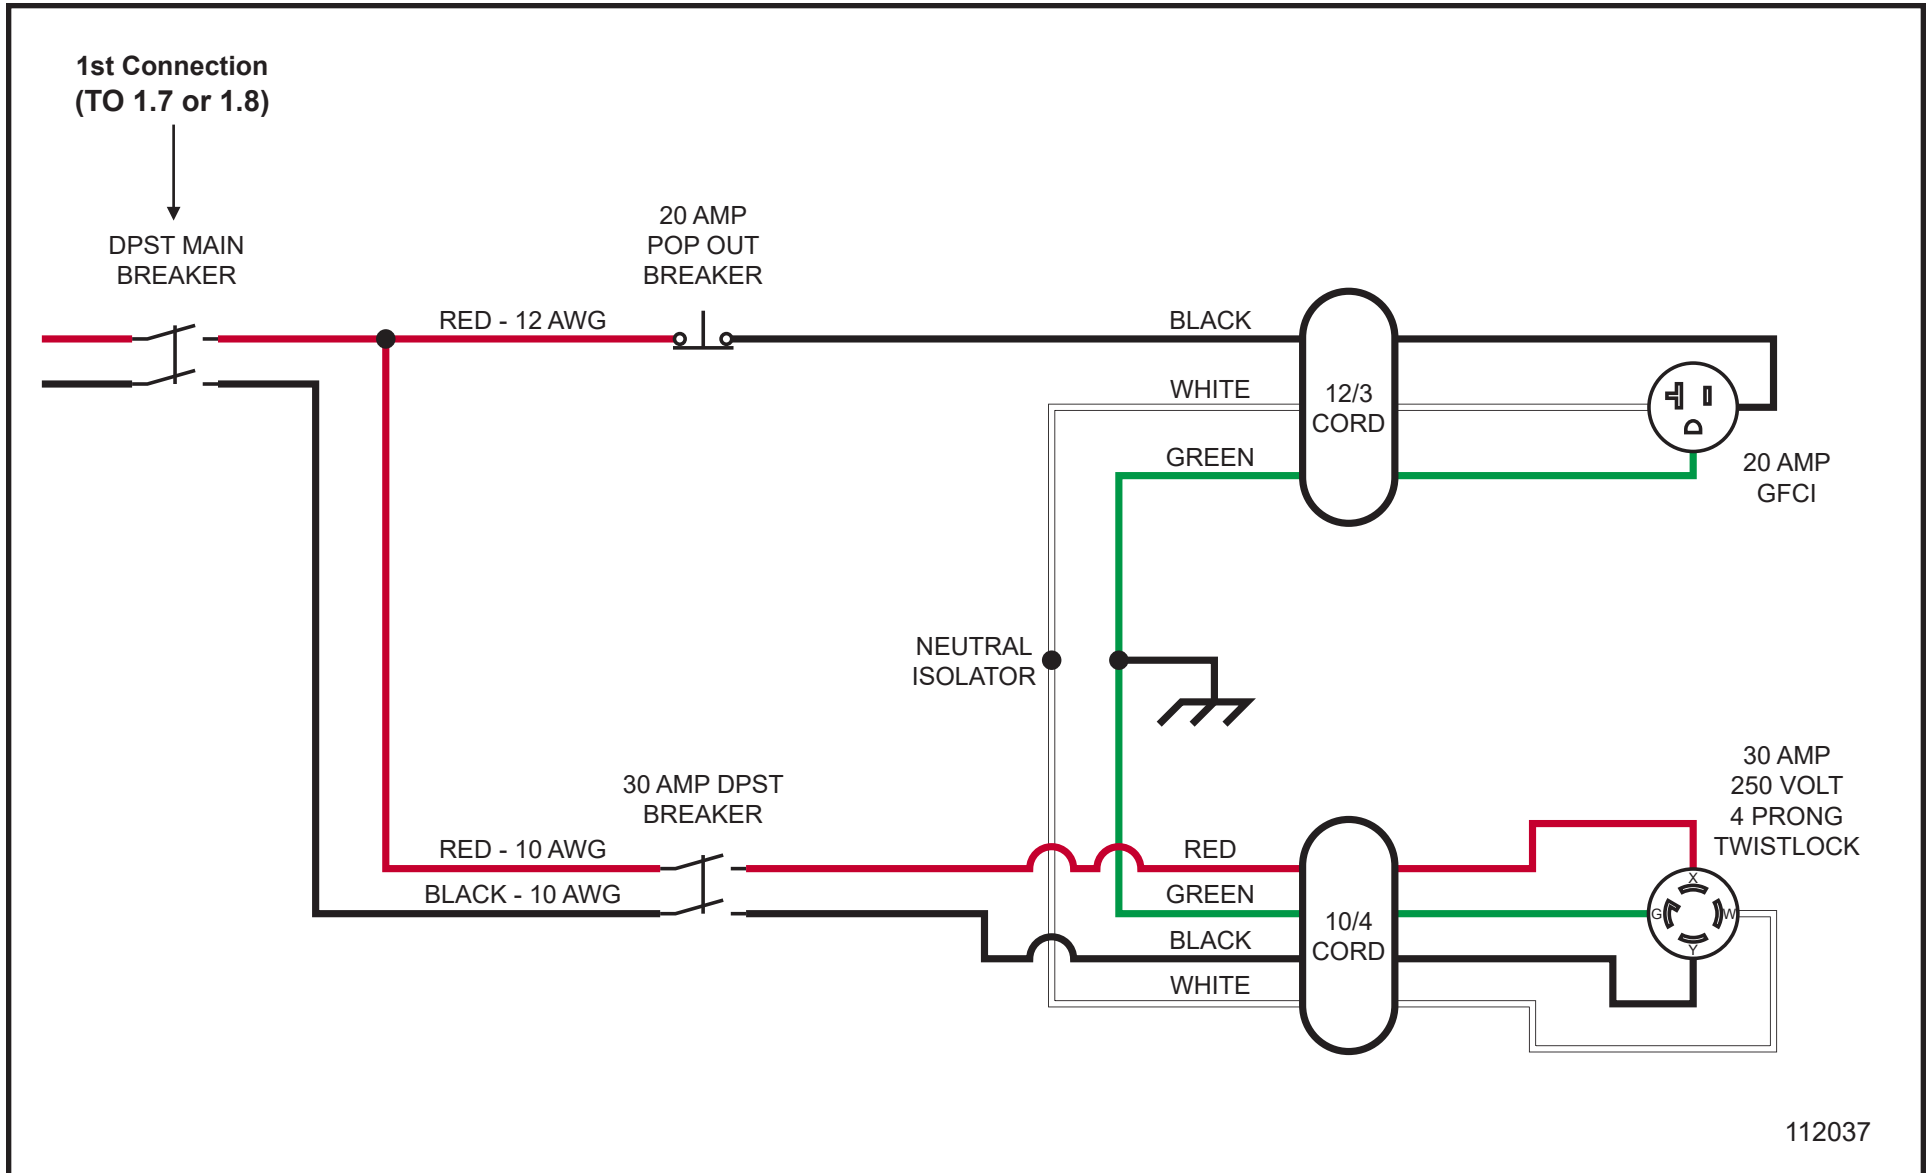 1st Connection
(TO 1.7 or 1.8)
DPST MAIN
BREAKER
20 AMP
POP OUT
BREAKER
RED - 12 AWG
BLACK
WHITE
GREEN
12/3
CORD
20 AMP
GFCI
NEUTRAL
ISOLATOR
30 AMP DPST
BREAKER
RED - 10 AWG
BLACK - 10 AWG
RED
GREEN
BLACK
WHITE
10/4
CORD
30 AMP
250 VOLT
4 PRONG
TWISTLOCK
X
G
W
Y
112037